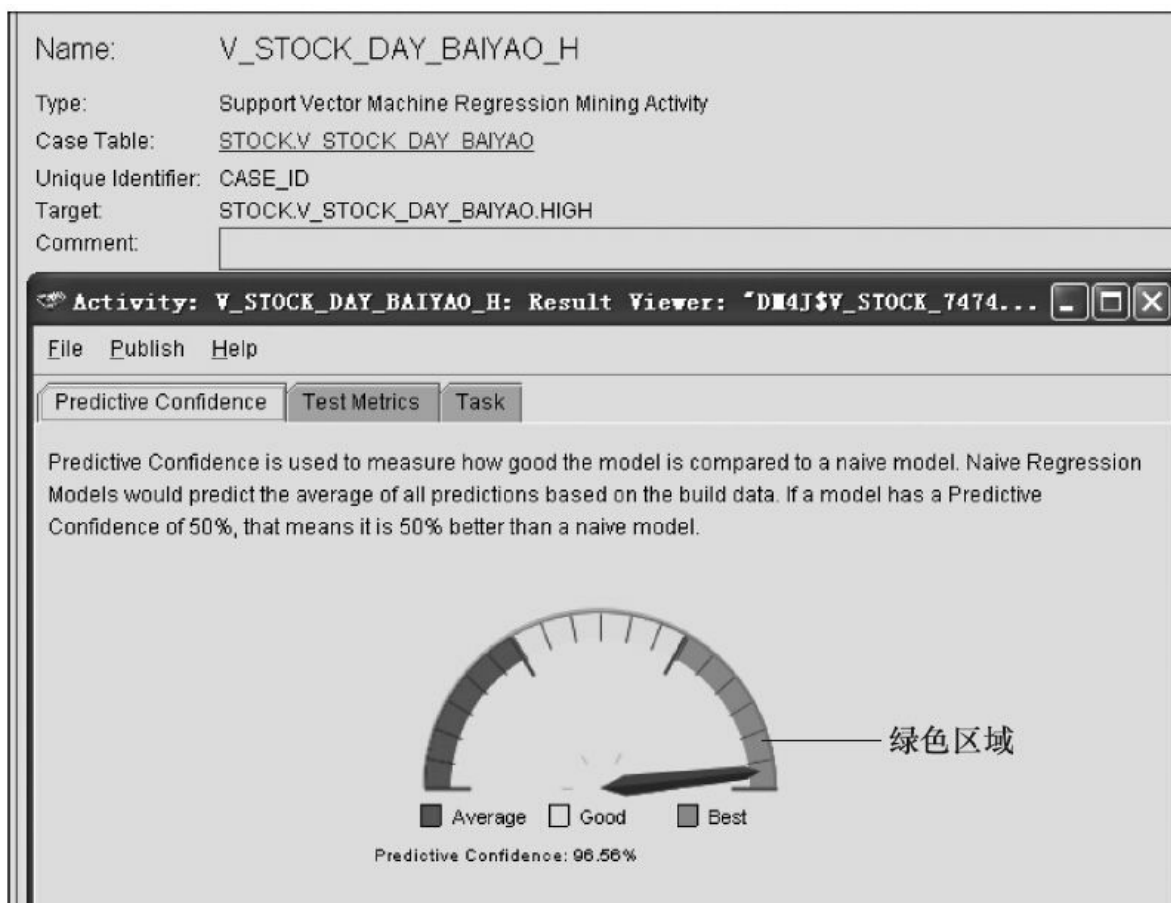 Name: V_STOCK_DAY_BAIYAO_H
Type: Support Vector Machine Regression Mining Activity
Case Table: STOCK.V_STOCK_DAY_BAIYAO
Unique Identifier: CASE_ID
Target: STOCK.V_STOCK_DAY_BAIYAO.HIGH
Comment:
Activity: V_STOCK_DAY_BAIYAO_H: Result Viewer: "DM4J$V_STOCK_7474...
File Publish Help
Predictive Confidence Test Metrics Task
Predictive Confidence is used to measure how good the model is compared to a naive model. Naive Regression
Models would predict the average of all predictions based on the build data. If a model has a Predictive
Confidence of 50%, that means it is 50% better than a naive model.
绿色区域
Average Good Best
Predictive Confidence: 96.56%